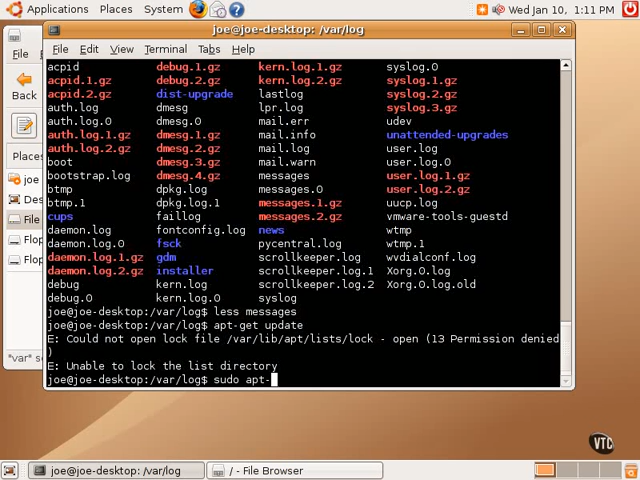 Applications Places System Wed Jan 10, 1:11 PM
joe@joe-desktop: /var/log
File
Back
Places
joe
Des
File
Flop
Flop
"var" s
File Edit View Terminal Tabs Help
acpid debug.1.gz kern.log.1.gz syslog.0
acpid.1.gz debug.2.gz kern.log.2.gz syslog.1.gz
acpid.2.gz dist-upgrade lastlog syslog.2.gz
auth.log dmesg lpr.log syslog.3.gz
auth.log.0 dmesg.0 mail.err udev
auth.log.1.gz dmesg.1.gz mail.info unattended-upgrades
auth.log.2.gz dmesg.2.gz mail.log user.log
boot dmesg.3.gz mail.warn user.log.0
bootstrap.log dmesg.4.gz messages user.log.1.gz
btmp dpkg.log messages.0 user.log.2.gz
btmp.1 dpkg.log.1 messages.1.gz uucp.log
cups faillog messages.2.gz vmware-tools-guestd
daemon.log fontconfig.log news wtmp
daemon.log.0 fsck pycentral.log wtmp.1
daemon.log.1.gz gdm scrollkeeper.log wvdialconf.log
daemon.log.2.gz installer scrollkeeper.log.1 Xorg.0.log
debug kern.log scrollkeeper.log.2 Xorg.0.log.old
debug.0 kern.log.0 syslog
joe@joe-desktop:/var/log$ less messages
joe@joe-desktop:/var/log$ apt-get update
E: Could not open lock file /var/lib/apt/lists/lock - open (13 Permission denied
)
E: Unable to lock the list directory
joe@joe-desktop:/var/log$ sudo apt-
VTC
joe@joe-desktop: /var/log / - File Browser